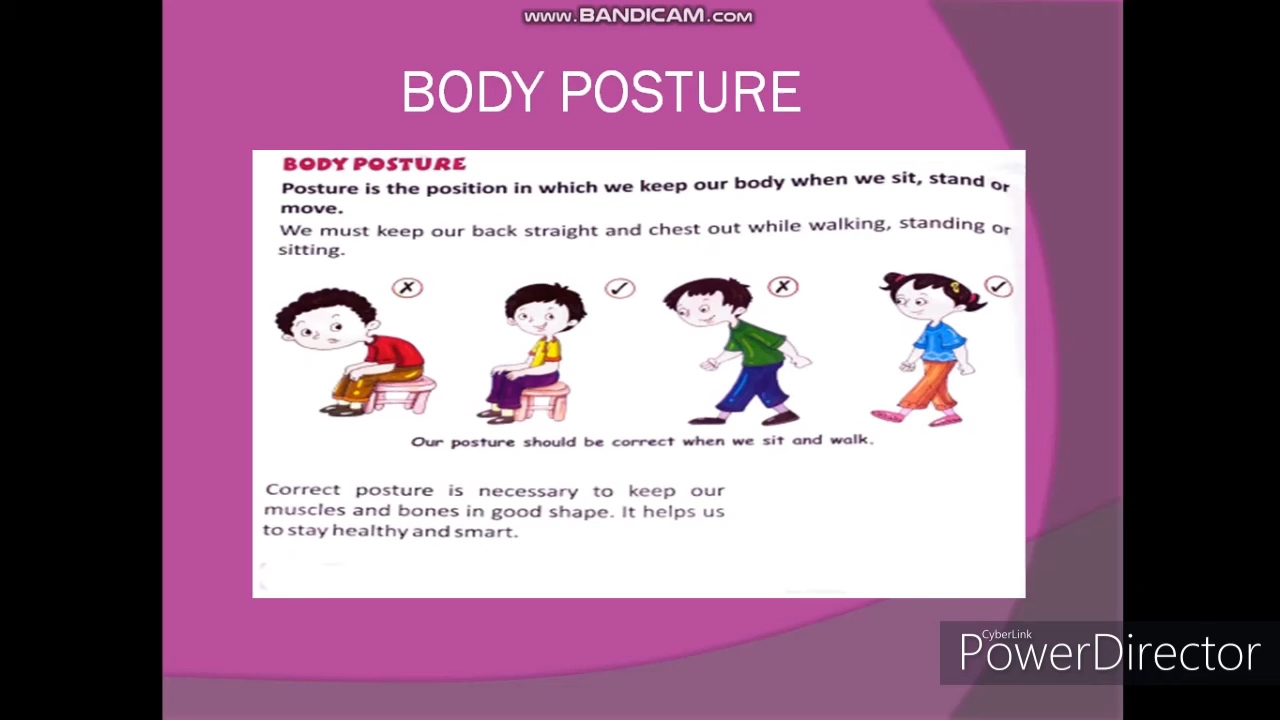 www.BANDICAM.com
BODY POSTURE
BODY POSTURE
Posture is the position in which we keep our body when we sit, stand or
move.
We must keep our back straight and chest out while walking, standing or
sitting.
Our posture should be correct when we sit and walk.
Correct posture is necessary to keep our
muscles and bones in good shape. It helps us
to stay healthy and smart.
CyberLink
PowerDirector